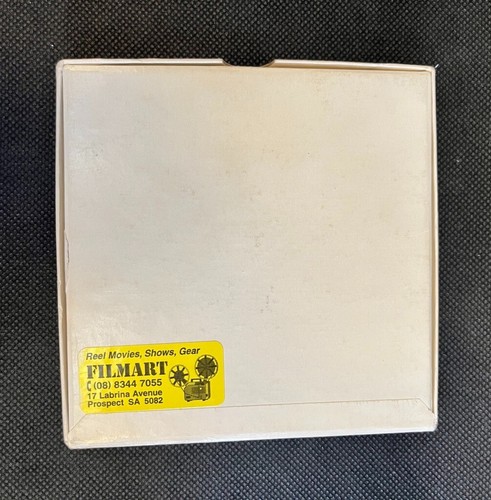 Reel Movies, Shows, Gear
FILMART
(08) 8344 7055
17 Labrina Avenue
Prospect SA 5082